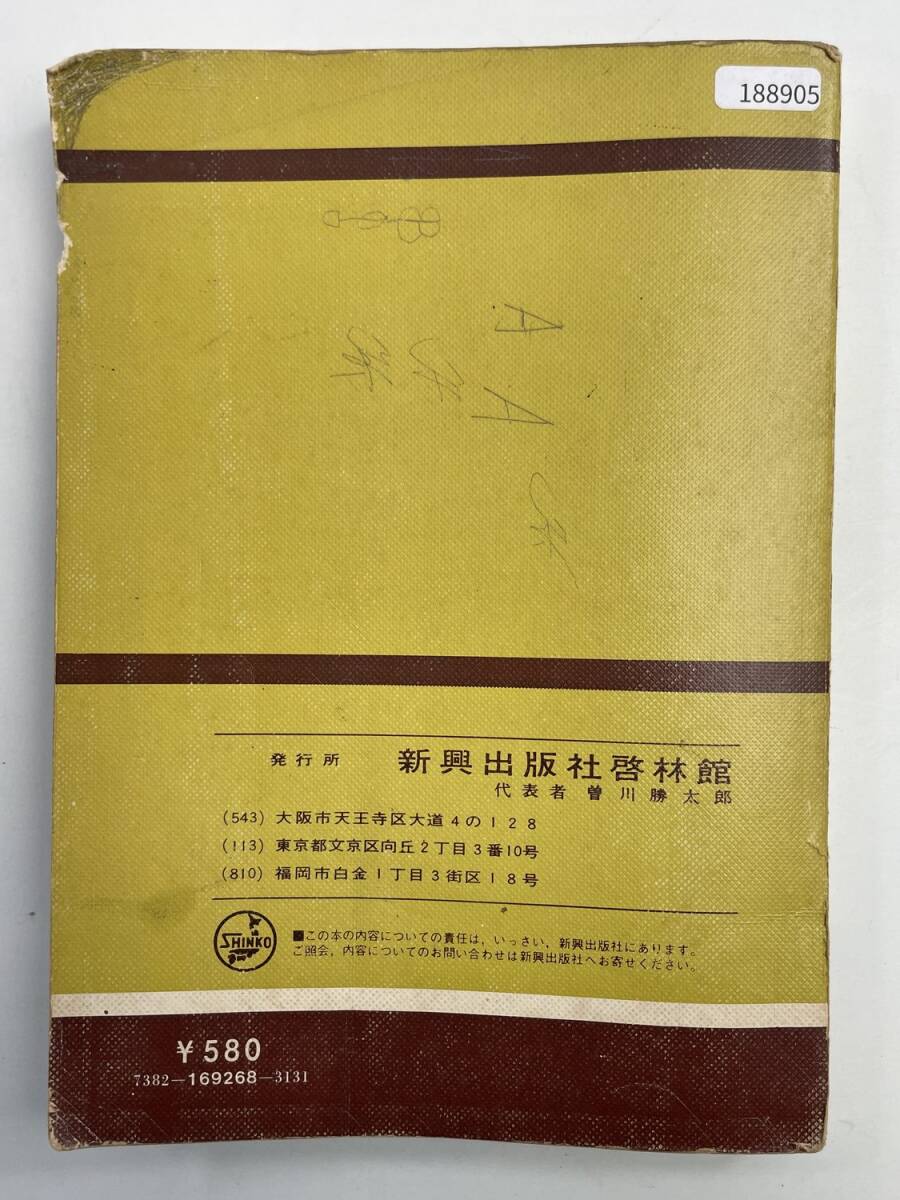 188905
A
A
発行所 新興出版社啓林館
代表者 曽川勝太郎
(543) 大阪市天王寺区大道4の128
(113) 東京都文京区向丘2丁目3番10号
(810) 福岡市白金1丁目3街区18号
SHINKO
■この本の内容についての責任は，いっさい，新興出版社にあります。
ご照会，内容についてのお問い合わせは新興出版社へお寄せください。
¥580
7382-169268-3131